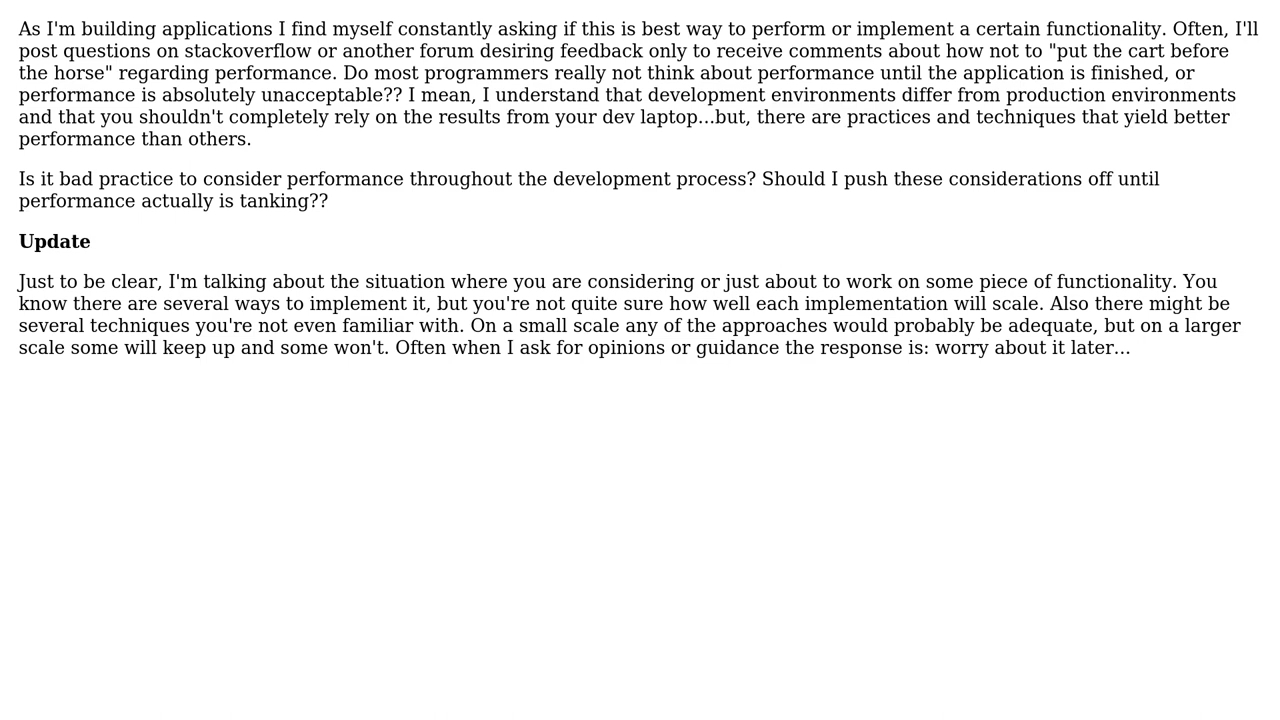 As I'm building applications I find myself constantly asking if this is best way to perform or implement a certain functionality. Often, I'll
post questions on stackoverflow or another forum desiring feedback only to receive comments about how not to "put the cart before
the horse" regarding performance. Do most programmers really not think about performance until the application is finished, or
performance is absolutely unacceptable?? I mean, I understand that development environments differ from production environments
and that you shouldn't completely rely on the results from your dev laptop...but, there are practices and techniques that yield better
performance than others.
Is it bad practice to consider performance throughout the development process? Should I push these considerations off until
performance actually is tanking??
Update
Just to be clear, I'm talking about the situation where you are considering or just about to work on some piece of functionality. You
know there are several ways to implement it, but you're not quite sure how well each implementation will scale. Also there might be
several techniques you're not even familiar with. On a small scale any of the approaches would probably be adequate, but on a larger
scale some will keep up and some won't. Often when I ask for opinions or guidance the response is: worry about it later...